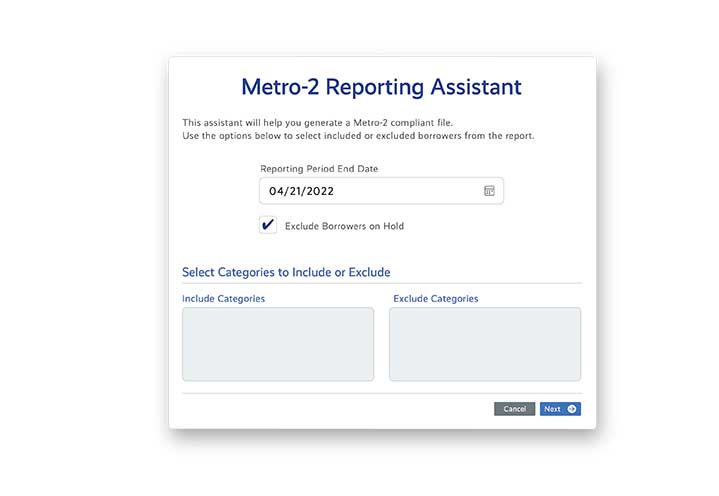 Metro-2 Reporting Assistant
This assistant will help you generate a Metro-2 compliant file.
Use the options below to select included or excluded borrowers from the report.
Reporting Period End Date
04/21/2022
Exclude Borrowers on Hold
Select Categories to Include or Exclude
Include Categories
Exclude Categories
Cancel
Next